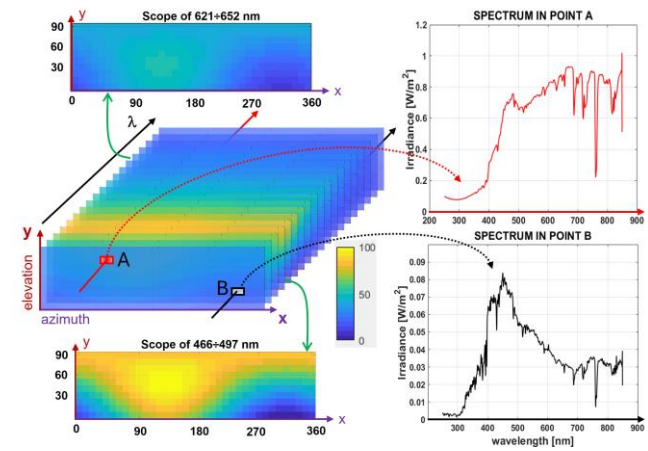 Scope of 621÷652 nm
y
90
60
30
0
90
180
270
360
x
λ
y
elevation
A
B
azimuth
x
100
50
0
Scope of 466÷497 nm
y
90
60
30
0
90
180
270
360
x
SPECTRUM IN POINT A
Irradiance [W/m²]
1.2
1
0.8
0.6
0.4
0.2
0
200 300 400 500 600 700 800 900
SPECTRUM IN POINT B
Irradiance [W/m²]
0.09
0.08
0.07
0.06
0.05
0.04
0.03
0.02
0.01
0
200 300 400 500 600 700 800 900
wavelength [nm]